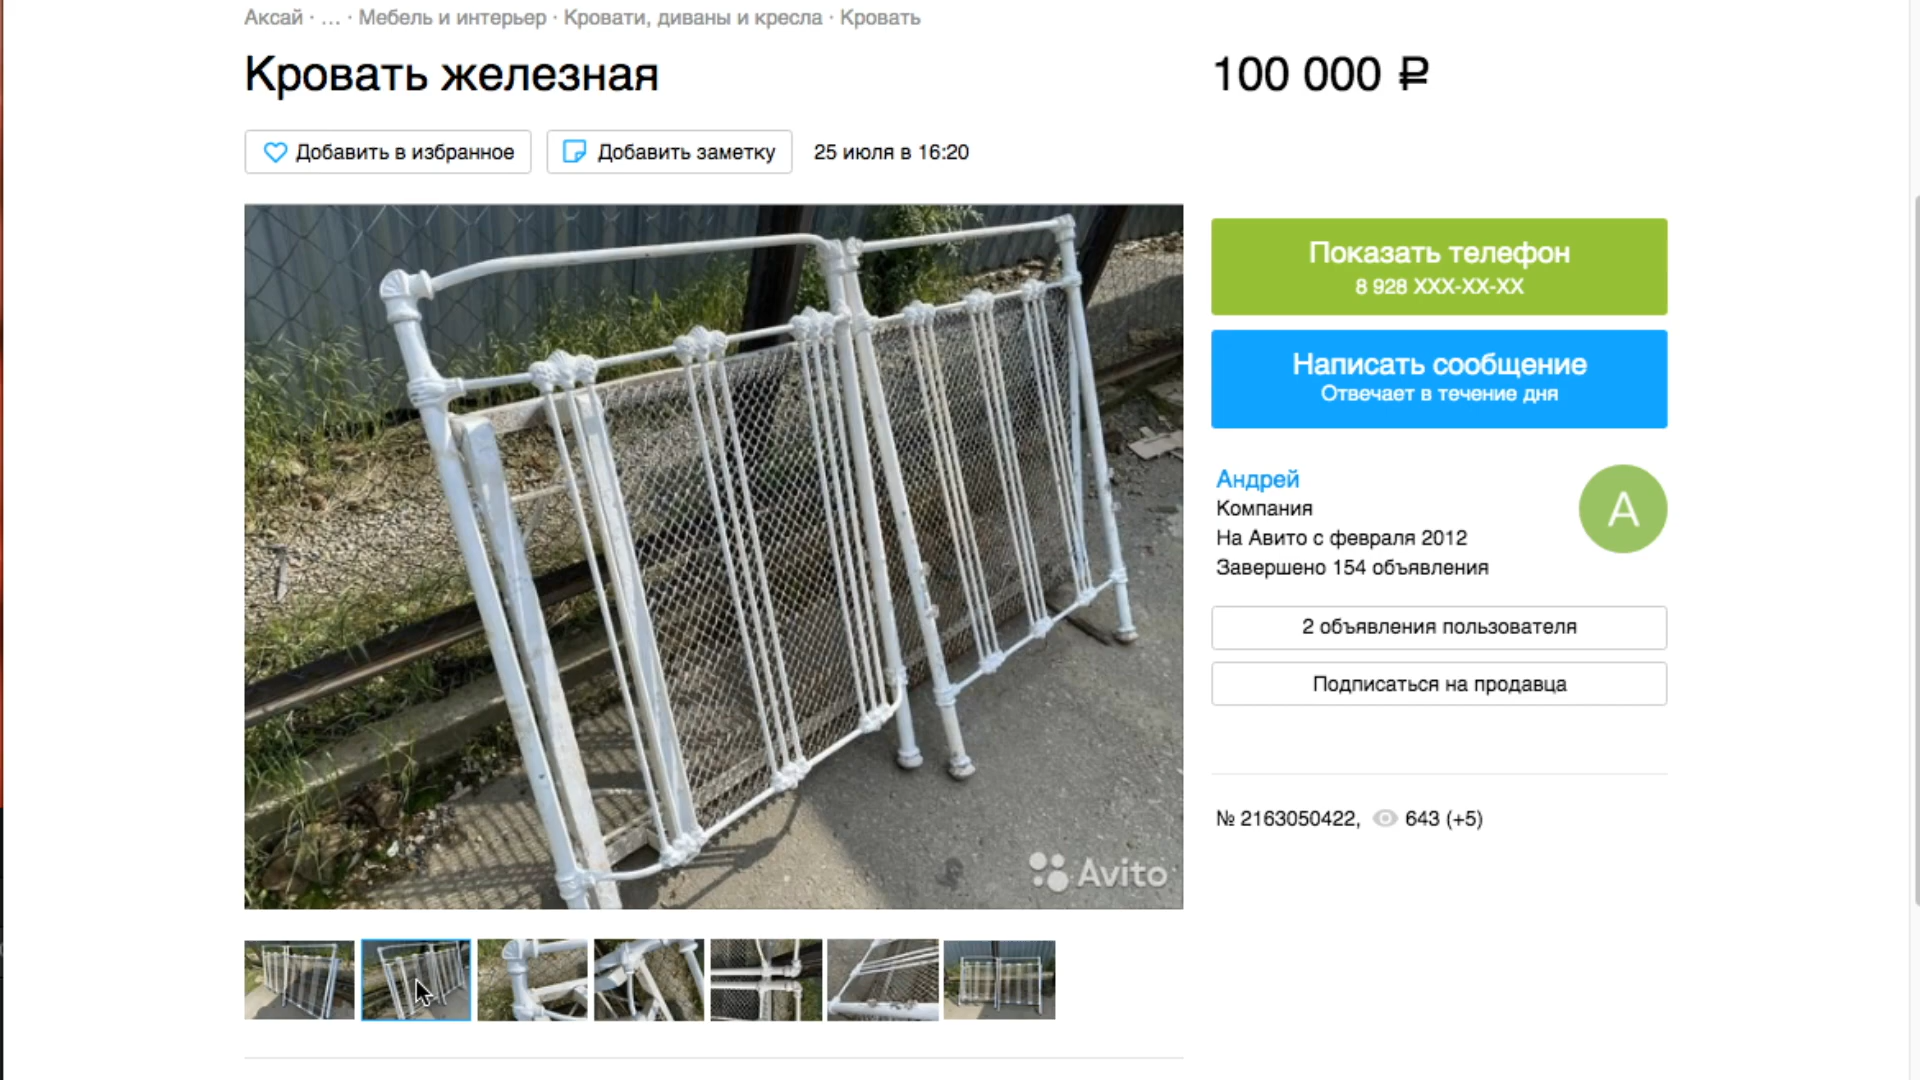 Аксай · ... · Мебель и интерьер · Кровати, диваны и кресла · Кровать
Кровать железная
100 000 ₽
Добавить в избранное
Добавить заметку
25 июля в 16:20
Показать телефон
8 928 XXX-XX-XX
Написать сообщение
Отвечает в течение дня
Андрей
Компания
На Авито с февраля 2012
Завершено 154 объявления
A
2 объявления пользователя
Подписаться на продавца
№ 2163050422, 643 (+5)
Avito